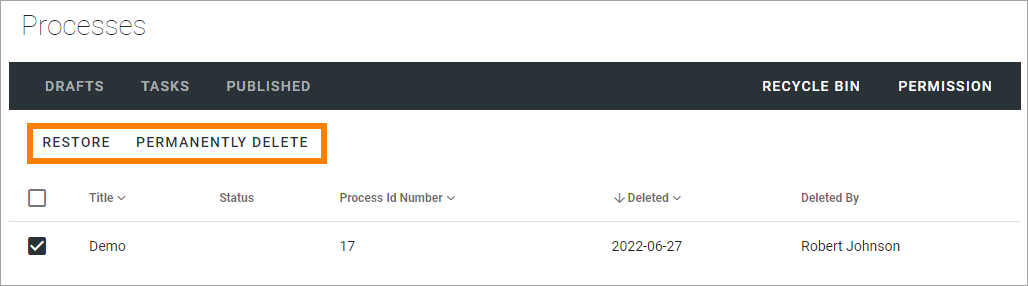 Processes
DRAFTS TASKS PUBLISHED RECYCLE BIN PERMISSION
RESTORE PERMANENTLY DELETE
Title Status Process Id Number Deleted Deleted By
Demo 17 2022-06-27 Robert Johnson